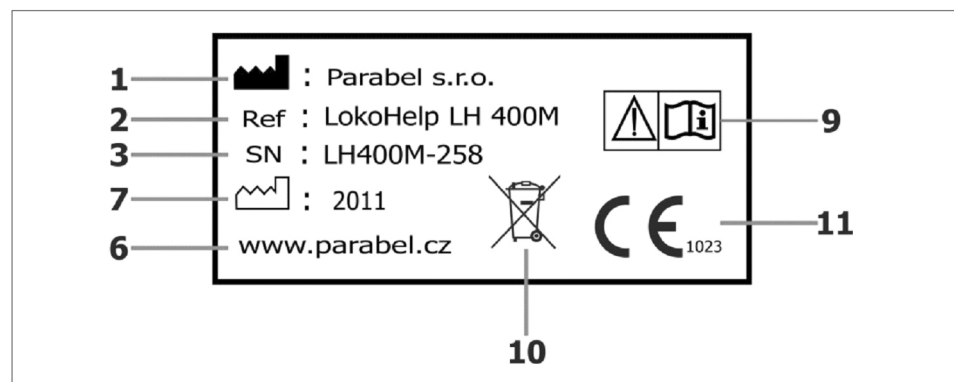 1 : Parabel s.r.o.
2 Ref : LokoHelp LH 400M 9
3 SN : LH400M-258
7 : 2011 11
6 www.parabel.cz CE 1023
10